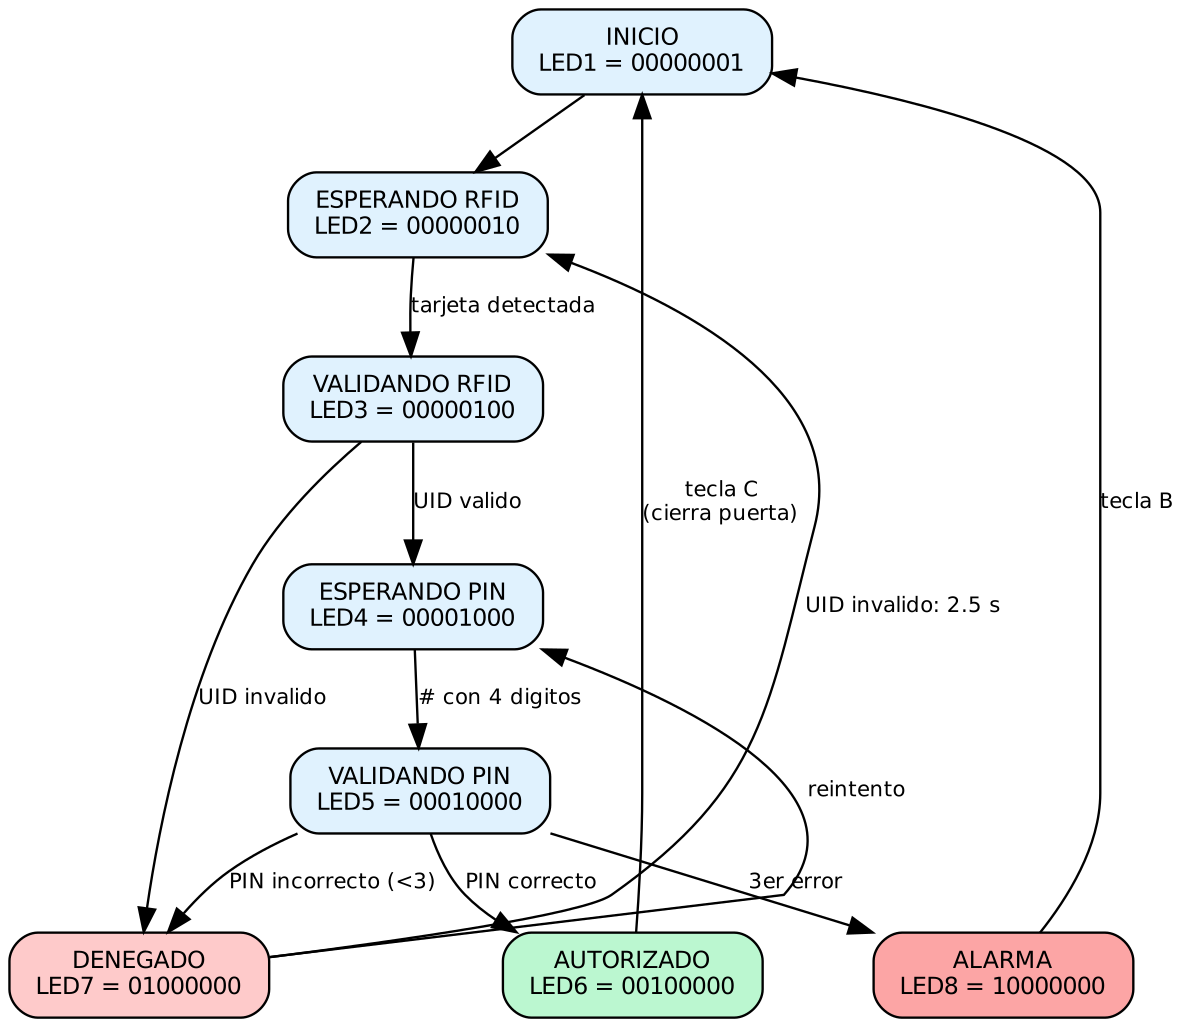 INICIO
LED1 = 00000001
ESPERANDO RFID
LED2 = 00000010
tarjeta detectada
VALIDANDO RFID
LED3 = 00000100
tecla C
(cierra puerta)
UID valido
tecla B
ESPERANDO PIN
LED4 = 00001000
UID invalido: 2.5 s
UID invalido
# con 4 digitos
VALIDANDO PIN
LED5 = 00010000
reintento
PIN incorrecto (<3)
PIN correcto
3er error
DENEGADO
LED7 = 01000000
AUTORIZADO
LED6 = 00100000
ALARMA
LED8 = 10000000